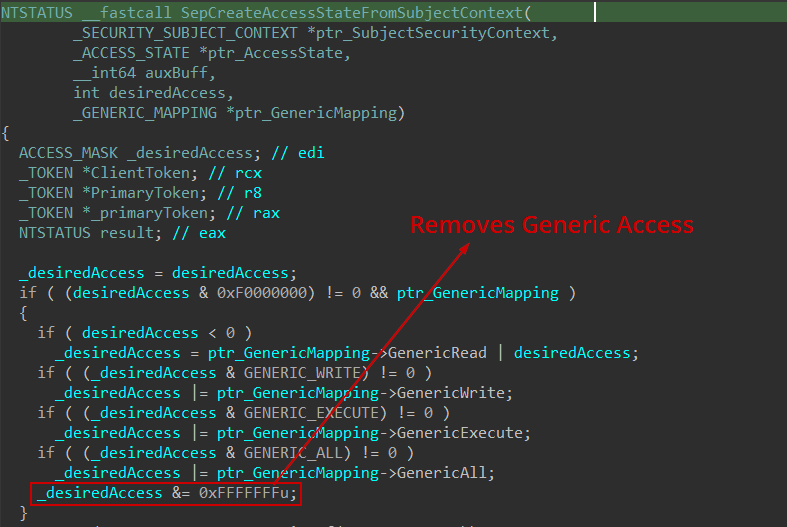 NTSTATUS __fastcall SepCreateAccessStateFromSubjectContext(
_SECURITY_SUBJECT_CONTEXT *ptr_SubjectSecurityContext,
_ACCESS_STATE *ptr_AccessState,
__int64 auxBuff,
int desiredAccess,
_GENERIC_MAPPING *ptr_GenericMapping)
{
ACCESS_MASK _desiredAccess; // edi
_TOKEN *ClientToken; // rcx
_TOKEN *PrimaryToken; // r8
_TOKEN *_primaryToken; // rax
Removes Generic Access
NTSTATUS result; // eax
_desiredAccess = desiredAccess;
if ( (desiredAccess & 0xF0000000) != 0 && ptr_GenericMapping )
{
if ( desiredAccess < 0 )
_desiredAccess = ptr_GenericMapping->GenericRead | desiredAccess;
if ( (_desiredAccess & GENERIC_WRITE) != 0 )
_desiredAccess |= ptr_GenericMapping->GenericWrite;
if ( (_desiredAccess & GENERIC_EXECUTE) != 0 )
_desiredAccess |= ptr_GenericMapping->GenericExecute;
if ( (_desiredAccess & GENERIC_ALL) != 0 )
_desiredAccess |= ptr_GenericMapping->GenericAll;
_desiredAccess &= 0xFFFFFFFu;
}